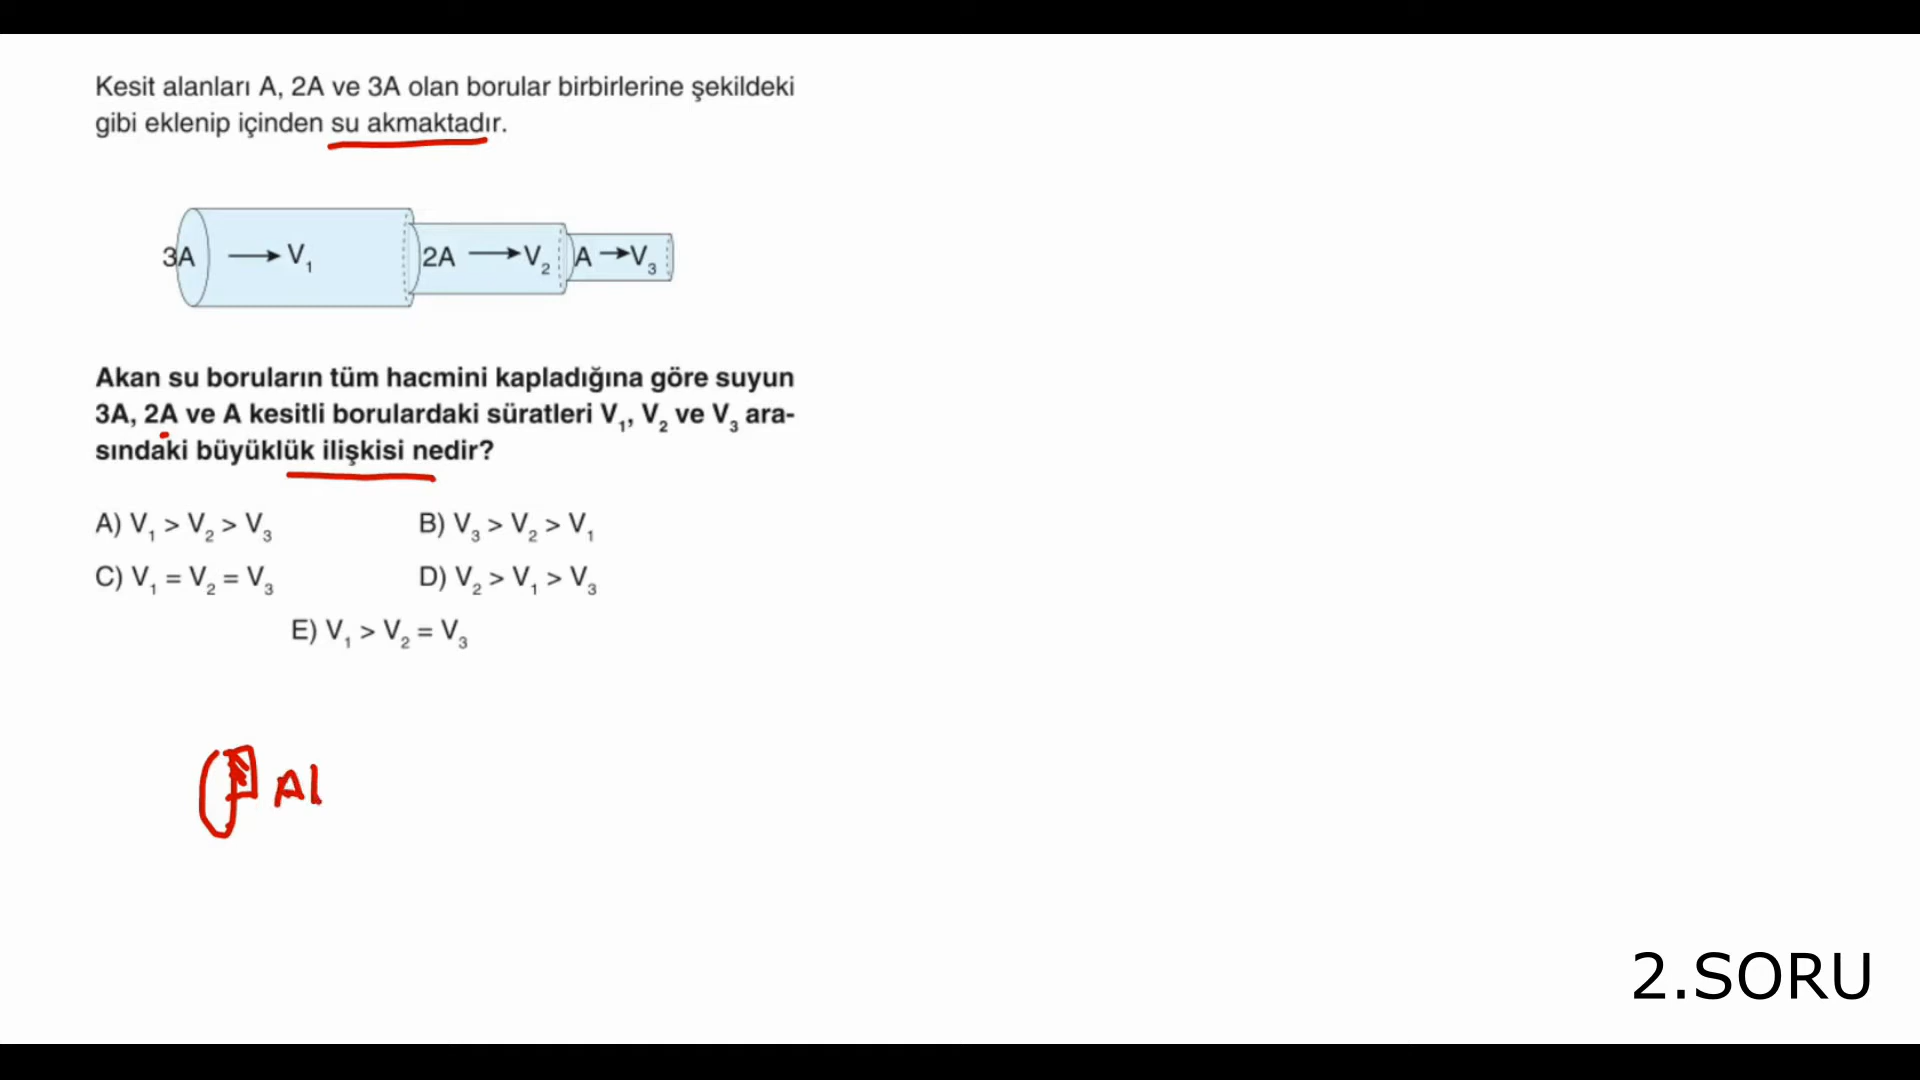 Kesit alanları A, 2A ve 3A olan borular birbirlerine şekildeki
gibi eklenip içinden su akmaktadır.
3A V₁ 2A V₂ A V₃
Akan su boruların tüm hacmini kapladığına göre suyun
3A, 2A ve A kesitli borulardaki süratleri V₁, V₂ ve V₃ ara-
sındaki büyüklük ilişkisi nedir?
A) V₁ > V₂ > V₃ B) V₃ > V₂ > V₁
C) V₁ = V₂ = V₃ D) V₂ > V₁ > V₃
E) V₁ > V₂ = V₃
Al
2.SORU